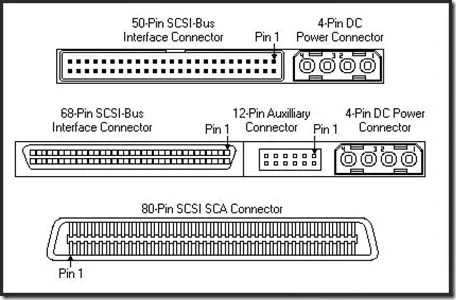 50-Pin SCSI-Bus
Interface Connector
Pin 1
4-Pin DC
Power Connector
4 3 2 1
68-Pin SCSI-Bus
Interface Connector
Pin 1
12-Pin Auxilliary
Connector
Pin 1
4-Pin DC Power
Connector
4 3 2 1
80-Pin SCSI SCA Connector
Pin 1